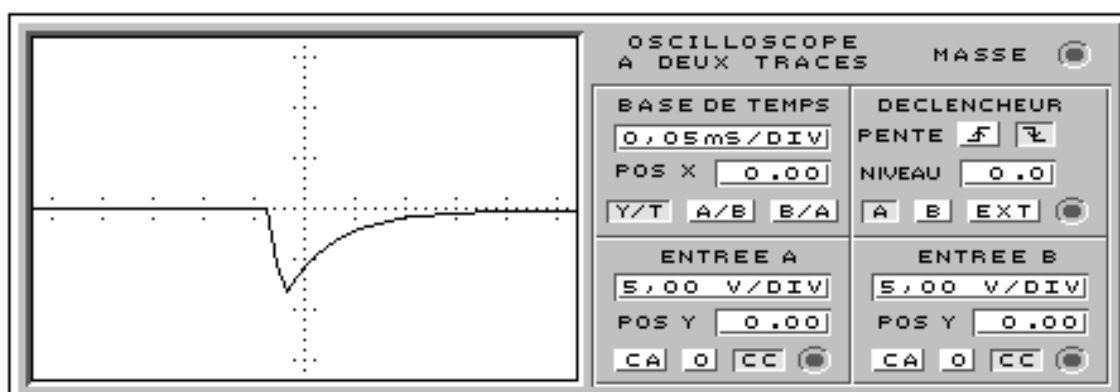 OSCILLOSCOPE
A DEUX TRACES
MASSE
BASE DE TEMPS
0,05mS/DIV
POS X 0.00
Y/T A/B B/A
DECLENCHEUR
PENTE
NIVEAU 0.0
A B EXT
ENTREE A
5,00 V/DIV
POS Y 0.00
CA 0 CC
ENTREE B
5,00 V/DIV
POS Y 0.00
CA 0 CC